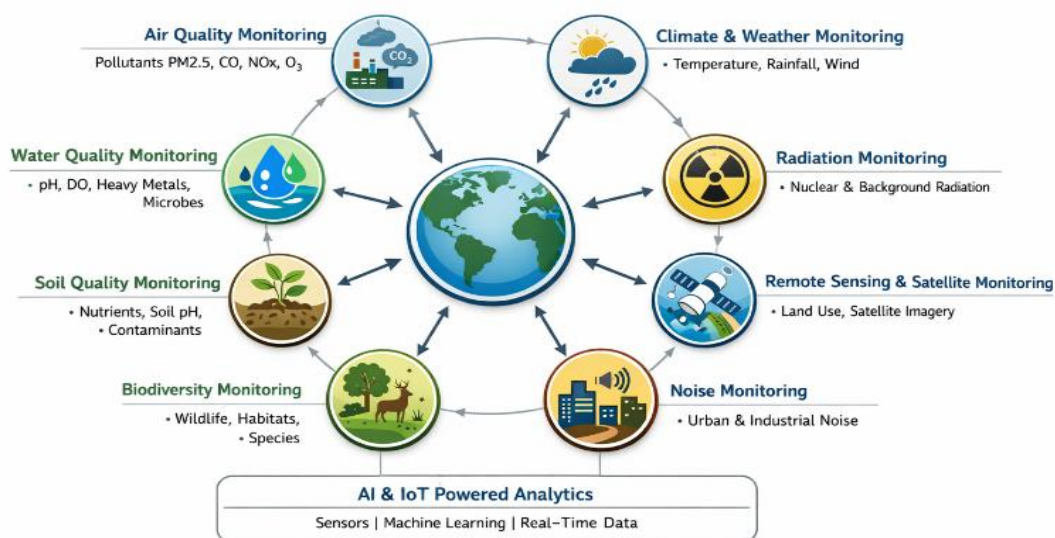 Air Quality Monitoring
Pollutants PM2.5, CO, NOx, O₃
CO₂
Climate & Weather Monitoring
• Temperature, Rainfall, Wind
Water Quality Monitoring
• pH, DO, Heavy Metals,
Microbes
Radiation Monitoring
• Nuclear & Background Radiation
Soil Quality Monitoring
• Nutrients, Soil pH,
• Contaminants
Remote Sensing & Satellite Monitoring
• Land Use, Satellite Imagery
Biodiversity Monitoring
• Wildlife, Habitats,
• Species
Noise Monitoring
• Urban & Industrial Noise
AI & IoT Powered Analytics
Sensors | Machine Learning | Real-Time Data